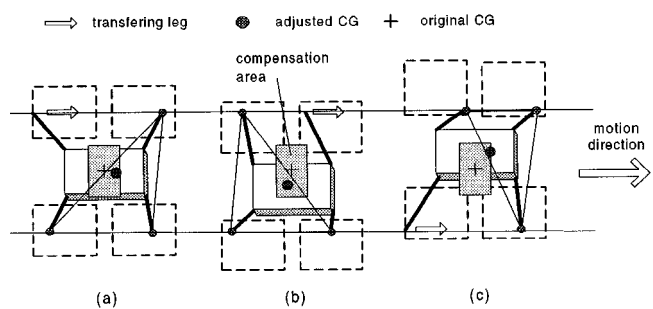 transfering leg
adjusted CG
original CG
compensation
area
motion
direction
(a)
(b)
(c)